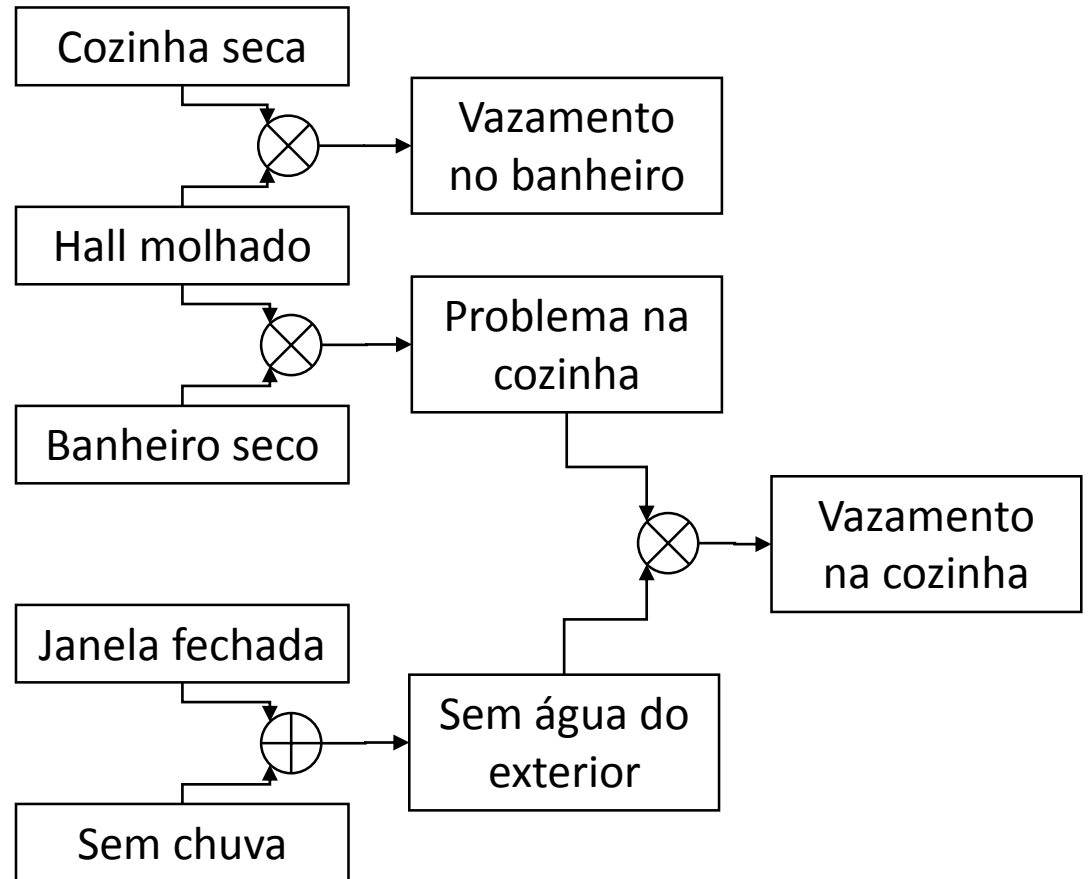 Cozinha seca
Vazamento
no banheiro
Hall molhado
Problema na
cozinha
Banheiro seco
Vazamento
na cozinha
Janela fechada
Sem água do
exterior
Sem chuva